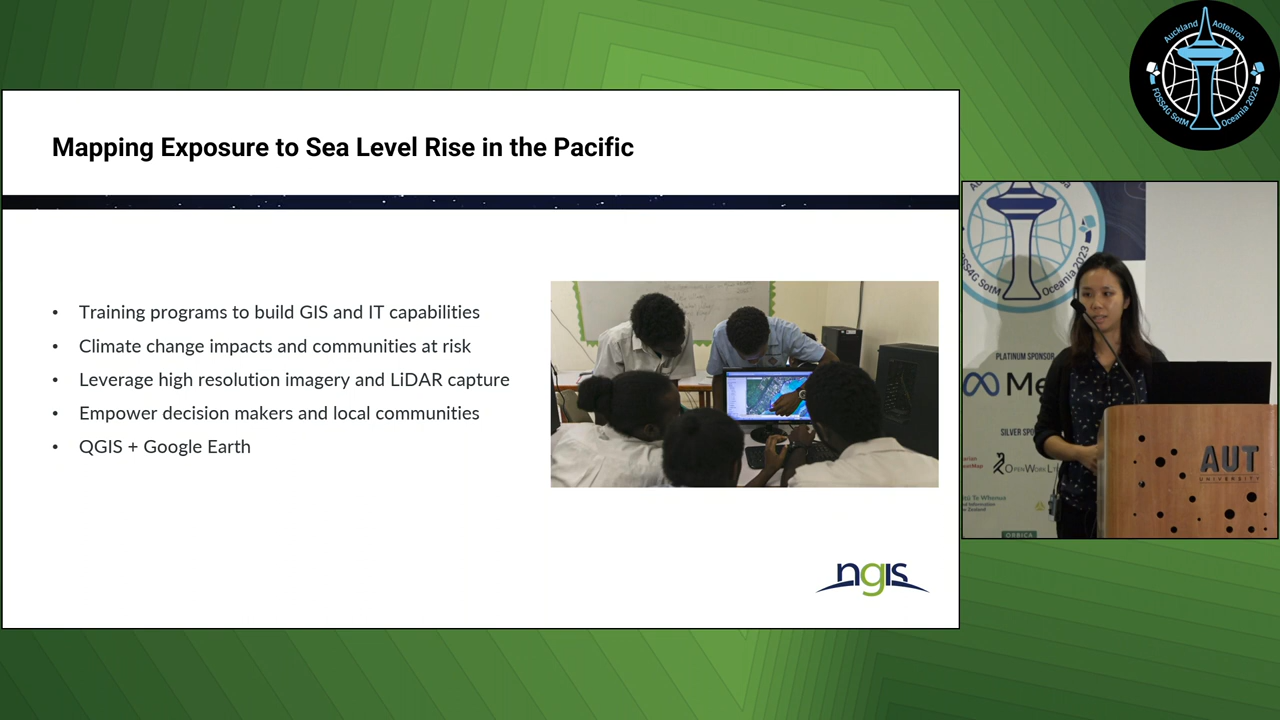 Mapping Exposure to Sea Level Rise in the Pacific
• Training programs to build GIS and IT capabilities
• Climate change impacts and communities at risk
• Leverage high resolution imagery and LiDAR capture
• Empower decision makers and local communities
• QGIS + Google Earth
ngis
Auckland Aotearoa
FOSS4G SotM Oceania 2023
FOSS4G SotM Oceania 2023
PLATINUM SPONSOR
Me
SILVER SPO
OPENWORK
ORBICA
AUT
UNIVERSITY